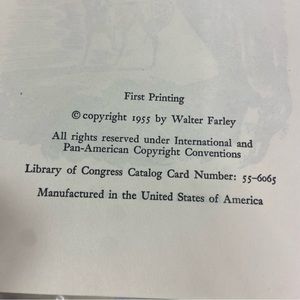 First Printing
© copyright 1955 by Walter Farley
All rights reserved under International and
Pan-American Copyright Conventions
Library of Congress Catalog Card Number: 55-6065
Manufactured in the United States of America